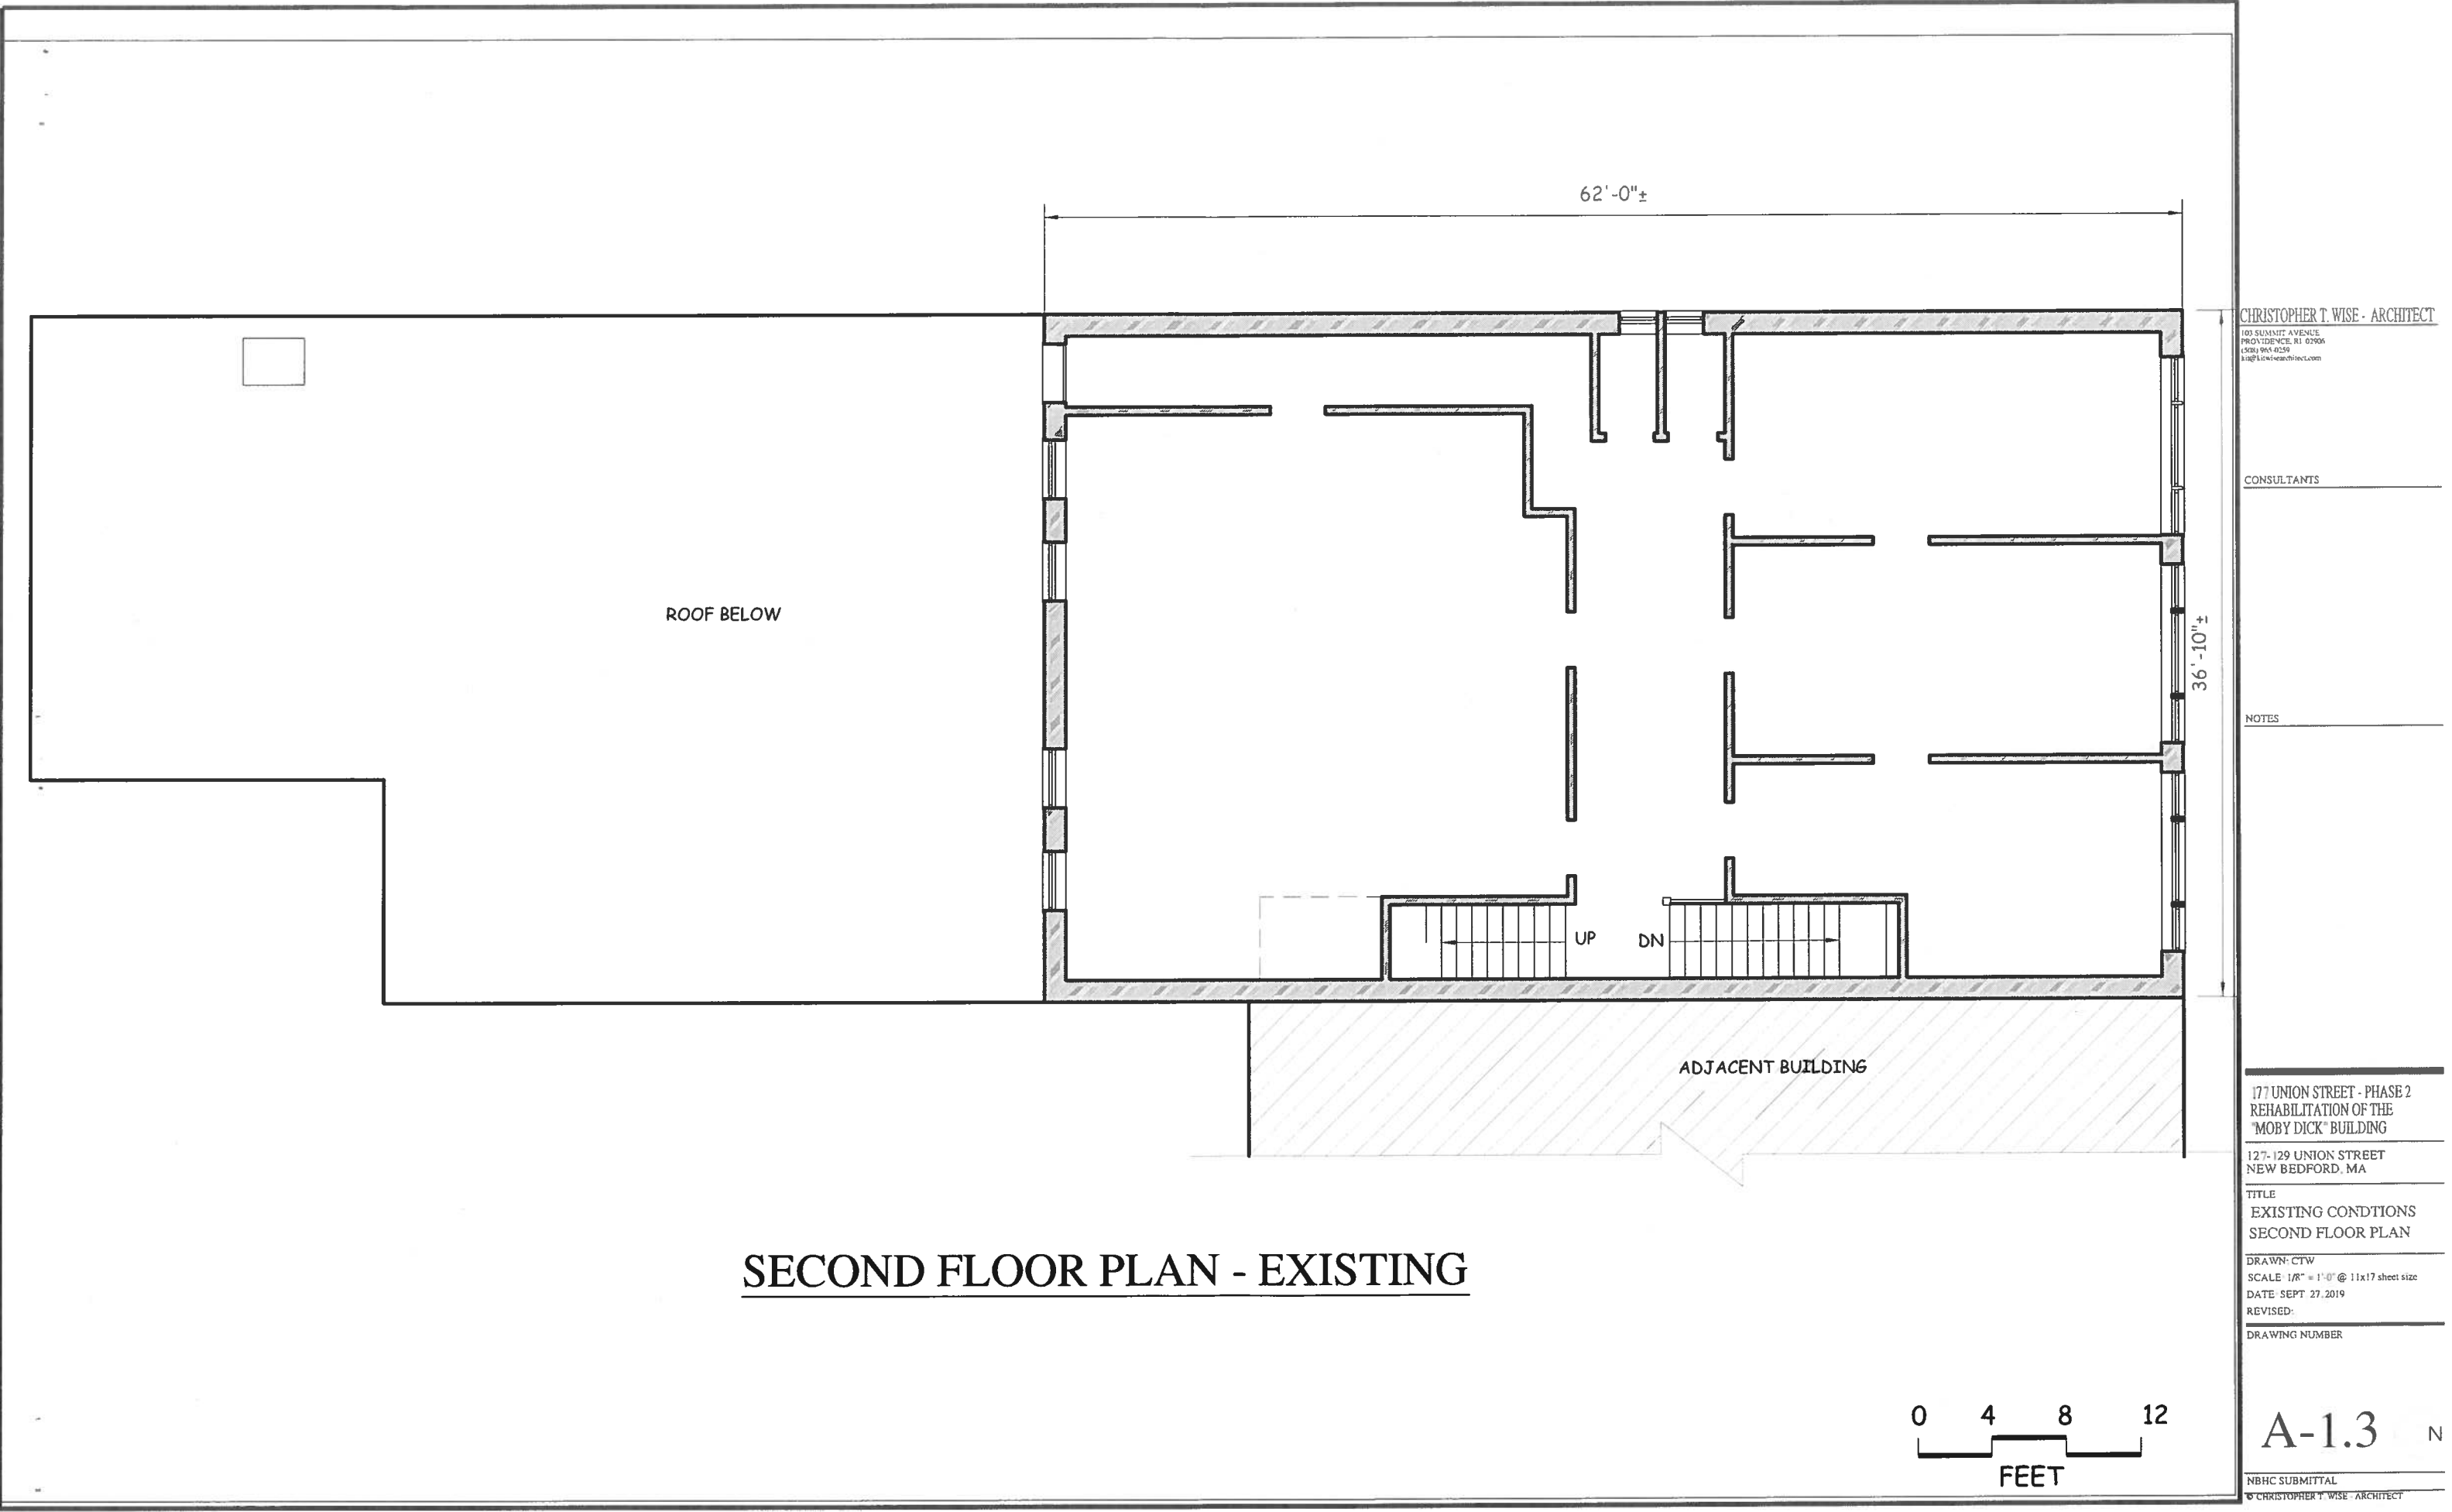 62'-0"±
CHRISTOPHER T. WISE - ARCHITECT
103 SUMMIT AVENUE
PROVIDENCE, RI 02906
(508) 965-0259
CONSULTANTS
ROOF BELOW
36'-10"±
NOTES
UP
DN
ADJACENT BUILDING
177 UNION STREET - PHASE 2
REHABILITATION OF THE
"MOBY DICK" BUILDING
127-129 UNION STREET
NEW BEDFORD, MA
TITLE
EXISTING CONDTIONS
SECOND FLOOR PLAN
SECOND FLOOR PLAN - EXISTING
DRAWN: CTW
SCALE: 1/8" = 1'-0" @ 11x17 sheet size
DATE: SEPT. 27, 2019
REVISED:
DRAWING NUMBER
0 4 8 12
FEET
A-1.3 N
NBHC SUBMITTAL
© CHRISTOPHER T. WISE - ARCHITECT